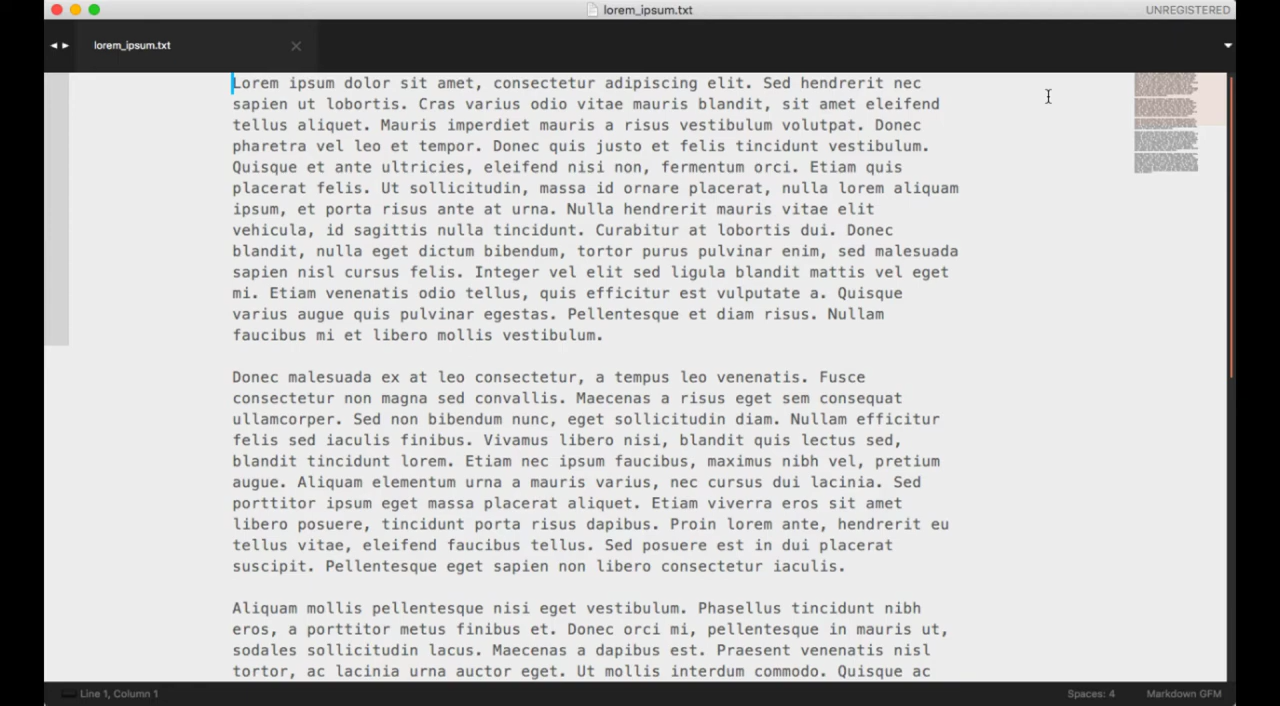 lorem_ipsum.txt
UNREGISTERED
lorem_ipsum.txt
Lorem ipsum dolor sit amet, consectetur adipiscing elit. Sed hendrerit nec
sapien ut lobortis. Cras varius odio vitae mauris blandit, sit amet eleifend
tellus aliquet. Mauris imperdiet mauris a risus vestibulum volutpat. Donec
pharetra vel leo et tempor. Donec quis justo et felis tincidunt vestibulum.
Quisque et ante ultricies, eleifend nisi non, fermentum orci. Etiam quis
placerat felis. Ut sollicitudin, massa id ornare placerat, nulla lorem aliquam
ipsum, et porta risus ante at urna. Nulla hendrerit mauris vitae elit
vehicula, id sagittis nulla tincidunt. Curabitur at lobortis dui. Donec
blandit, nulla eget dictum bibendum, tortor purus pulvinar enim, sed malesuada
sapien nisl cursus felis. Integer vel elit sed ligula blandit mattis vel eget
mi. Etiam venenatis odio tellus, quis efficitur est vulputate a. Quisque
varius augue quis pulvinar egestas. Pellentesque et diam risus. Nullam
faucibus mi et libero mollis vestibulum.
Donec malesuada ex at leo consectetur, a tempus leo venenatis. Fusce
consectetur non magna sed convallis. Maecenas a risus eget sem consequat
ullamcorper. Sed non bibendum nunc, eget sollicitudin diam. Nullam efficitur
felis sed iaculis finibus. Vivamus libero nisi, blandit quis lectus sed,
blandit tincidunt lorem. Etiam nec ipsum faucibus, maximus nibh vel, pretium
augue. Aliquam elementum urna a mauris varius, nec cursus dui lacinia. Sed
porttitor ipsum eget massa placerat aliquet. Etiam viverra eros sit amet
libero posuere, tincidunt porta risus dapibus. Proin lorem ante, hendrerit eu
tellus vitae, eleifend faucibus tellus. Sed posuere est in dui placerat
suscipit. Pellentesque eget sapien non libero consectetur iaculis.
Aliquam mollis pellentesque nisi eget vestibulum. Phasellus tincidunt nibh
eros, a porttitor metus finibus et. Donec orci mi, pellentesque in mauris ut,
sodales sollicitudin lacus. Maecenas a dapibus est. Praesent venenatis nisl
tortor, ac lacinia urna auctor eget. Ut mollis interdum commodo. Quisque ac
Line 1, Column 1
Spaces: 4
Markdown GFM